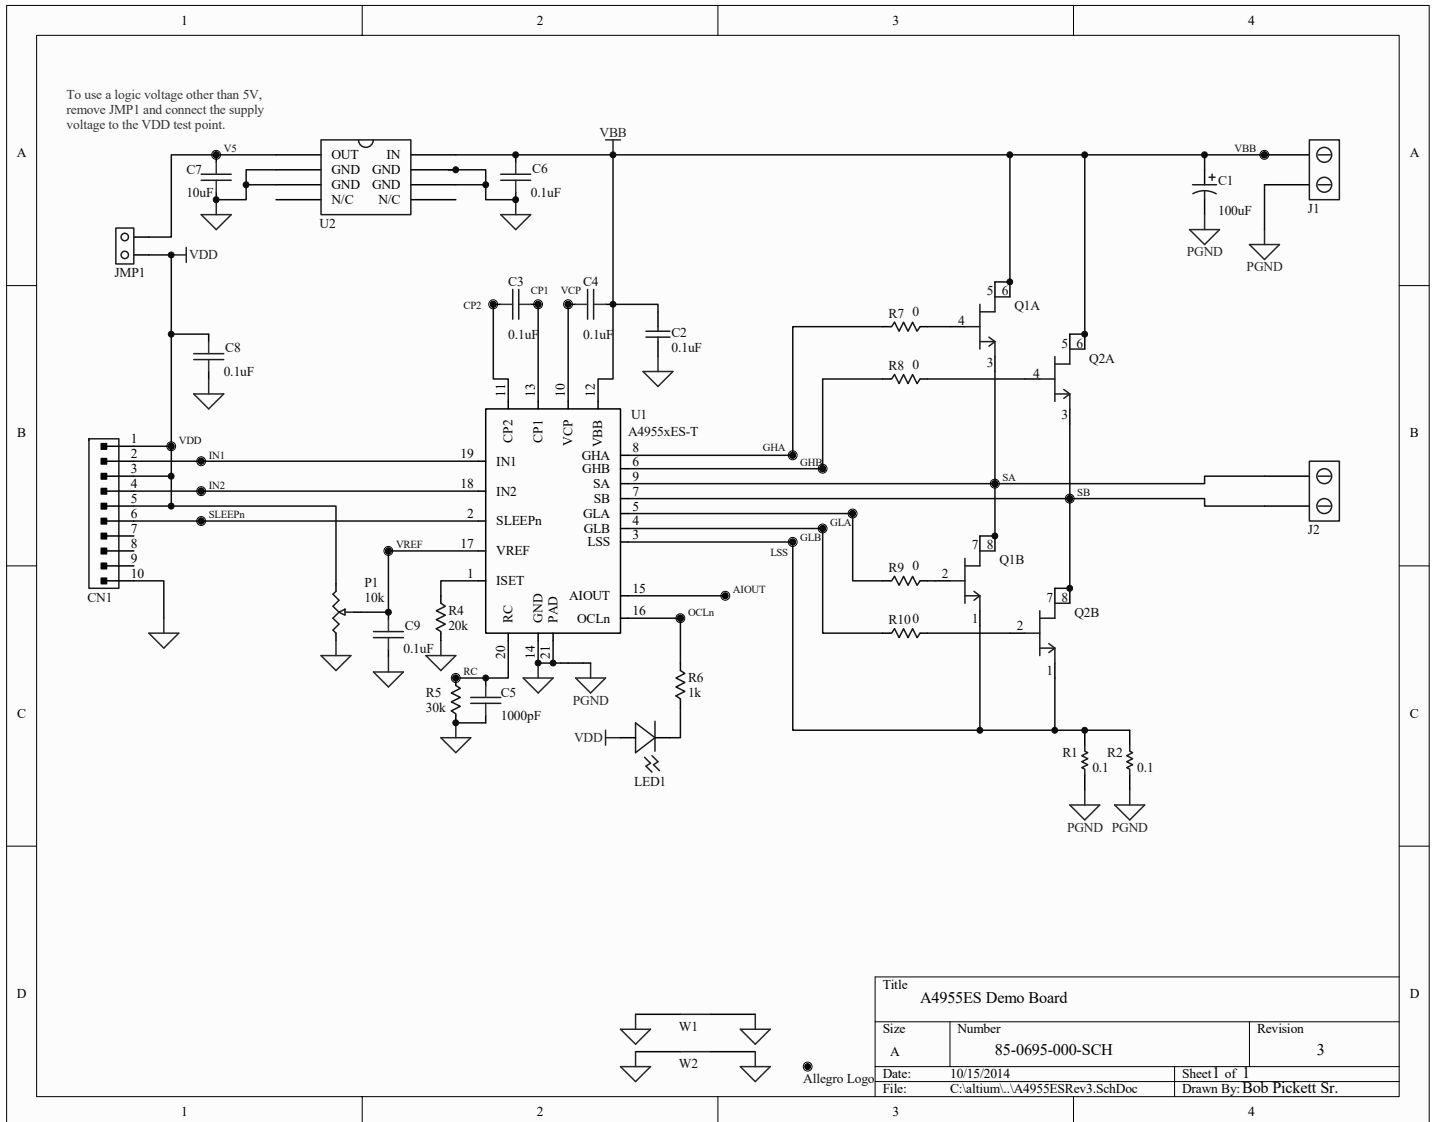 1 2 3 4
To use a logic voltage other than 5V,
remove JMP1 and connect the supply
voltage to the VDD test point.
A
A
V5
C7
10uF
OUT IN
GND GND
GND GND
N/C N/C
U2
C6
0.1uF
VBB
VBB
+
C1
100uF
PGND
PGND
J1
JMP1
VDD
C8
0.1uF
CP2
C3
CP1
0.1uF
VCP
C4
0.1uF
C2
0.1uF
R7 0
4
5 6
Q1A
3
R8 0
4
5 6
Q2A
3
B
B
11
13
10
12
CP2
CP1
VCP
VBB
U1
A4955xES-T
1
2
3
4
5
6
7
8
9
10
CN1
VDD
IN1
IN2
SLEEPn
VREF
19 IN1
18 IN2
2 SLEEPn
17 VREF
1 ISET
GHA 8
GHB 6
SA 9
SB 7
GLA 5
GLB 4
LSS 3
AIOUT 15
OCLn 16
RC
GND
PAD
20
14
21
GHA
GHB
SA
SB
GLA
GLB
LSS
AIOUT
OCLn
J2
R9 0
2
7 8
Q1B
1
R10 0
2
7 8
Q2B
1
P1
10k
C9
0.1uF
R4
20k
RC
R5
30k
C5
1000pF
PGND
R6
1k
VDD
LED1
R1
0.1
R2
0.1
PGND PGND
C
C
D
D
W1
W2
Allegro Logo
Title
A4955ES Demo Board
Size Number Revision
A 85-0695-000-SCH 3
Date: 10/15/2014 Sheet 1 of 1
File: C:\altium\..\A4955ESRev3.SchDoc Drawn By: Bob Pickett Sr.
1 2 3 4